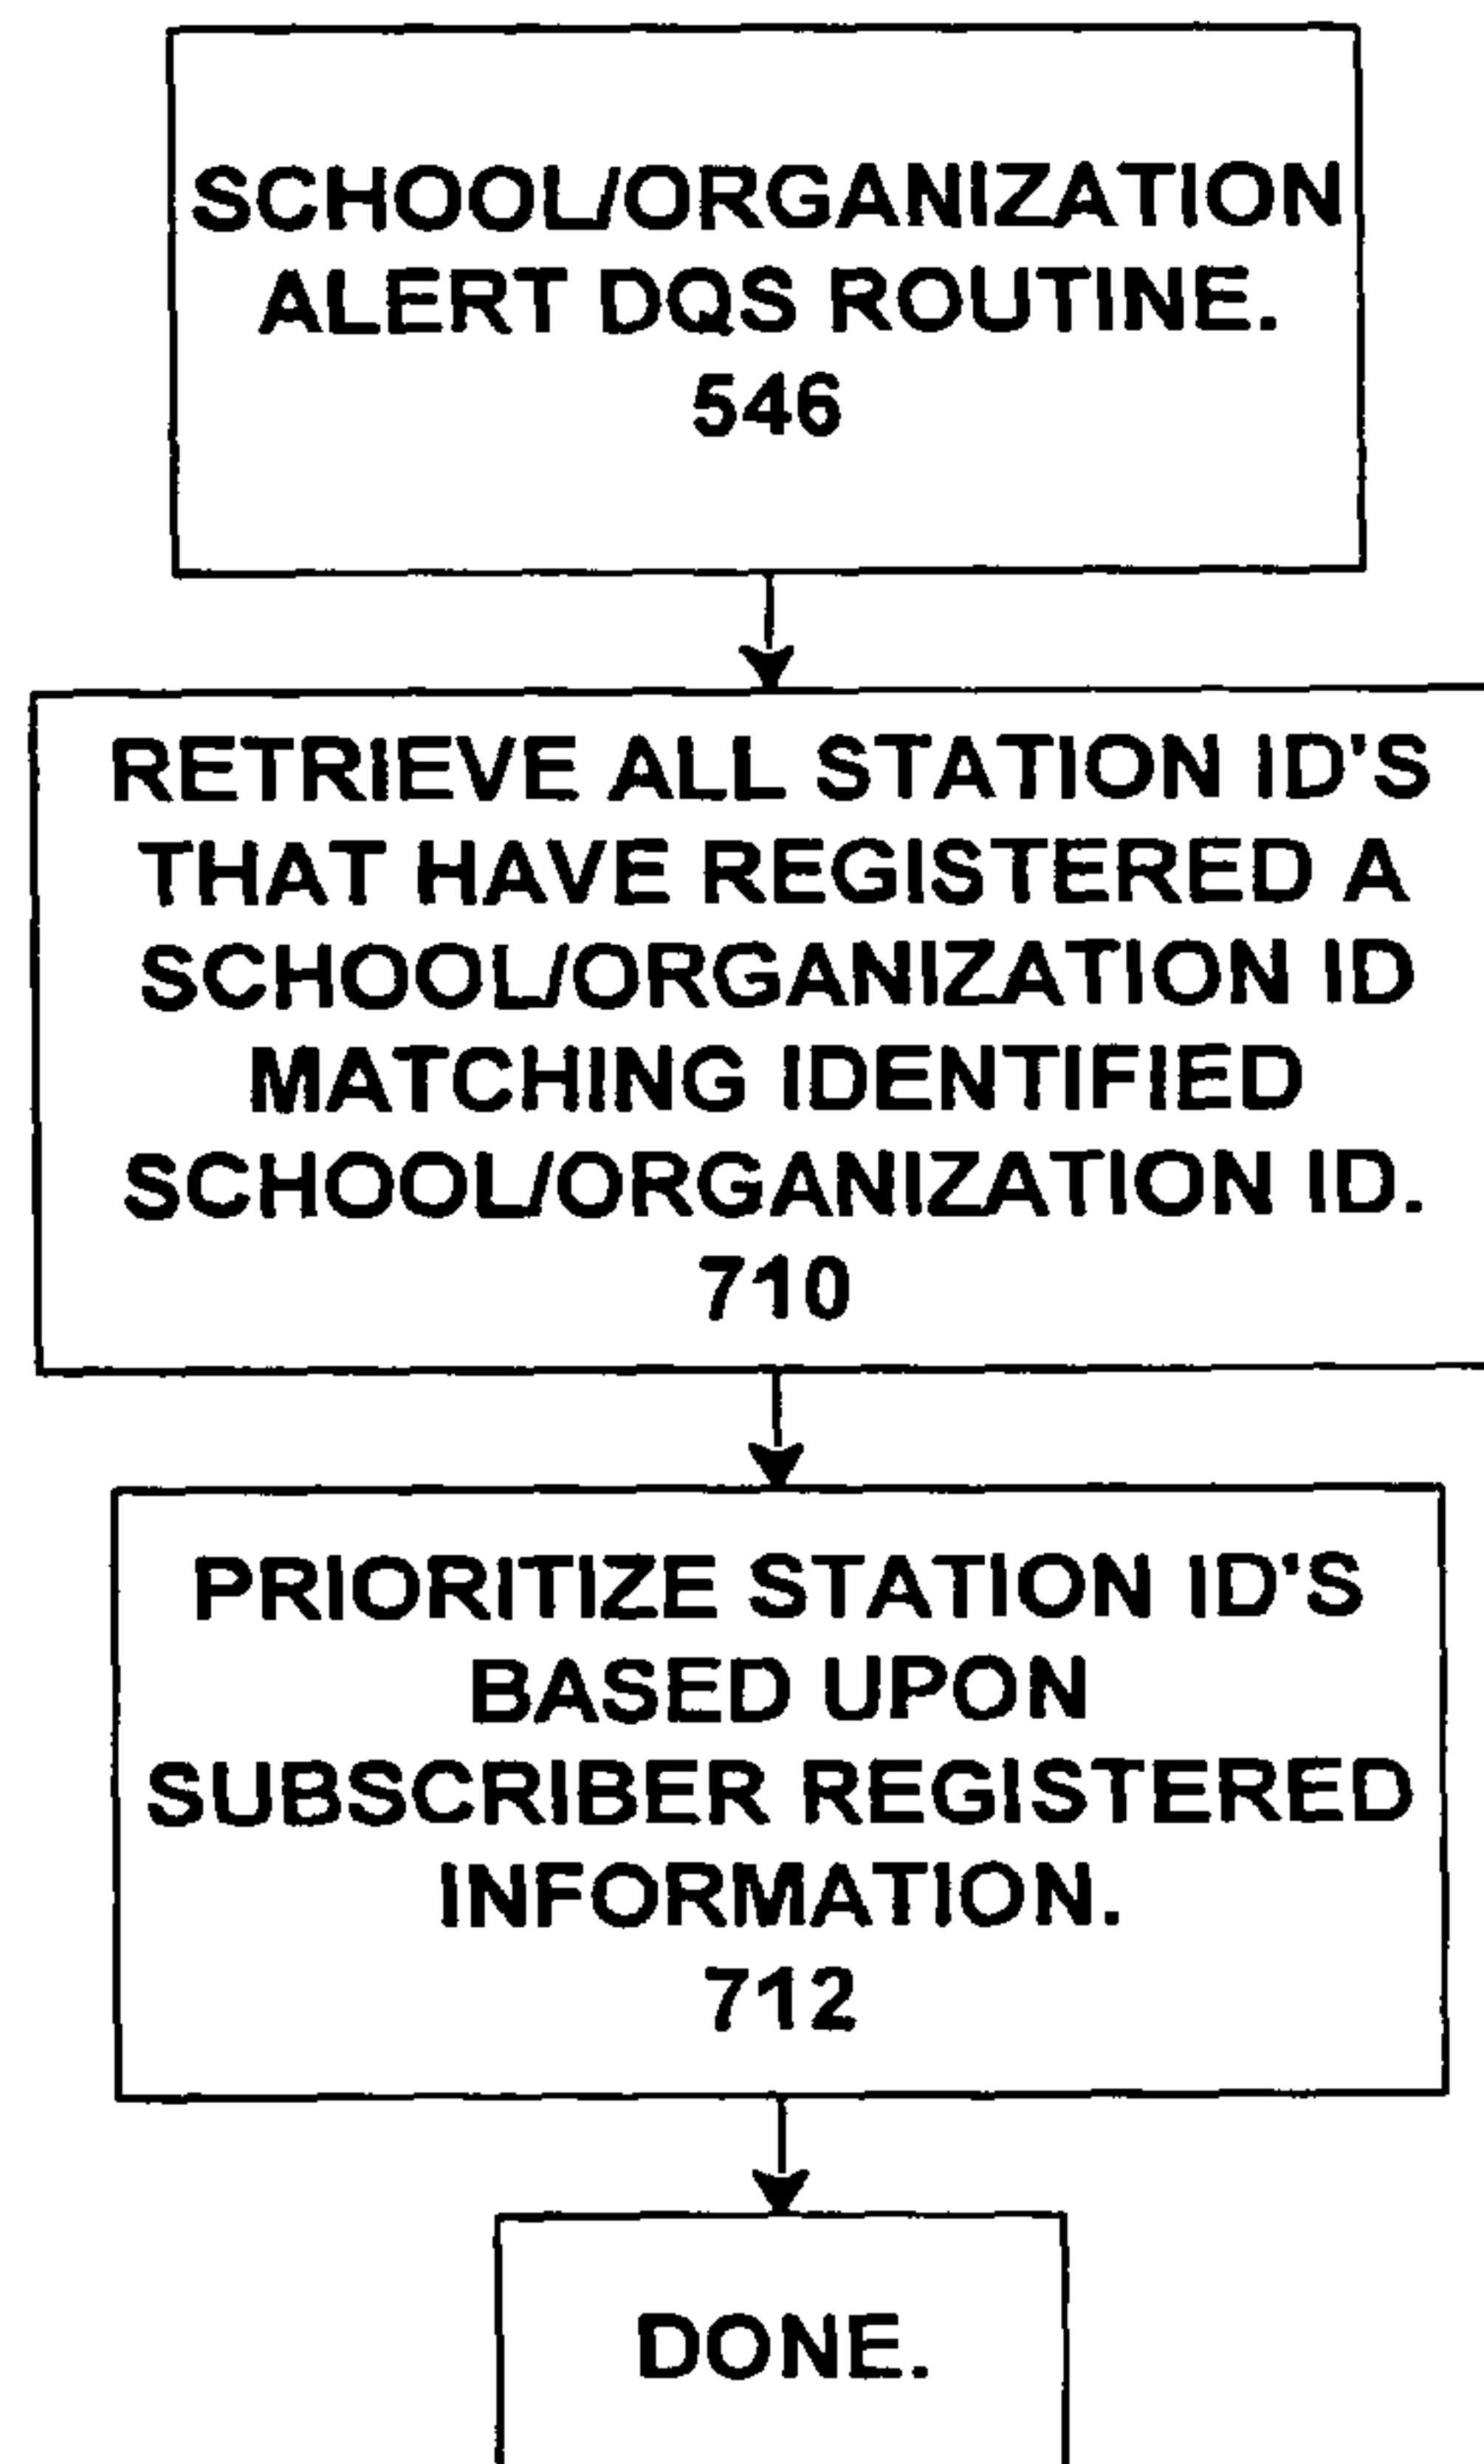 SCHOOL/ORGANIZATION
ALERT DQS ROUTINE.
546
RETRIEVE ALL STATION ID'S
THAT HAVE REGISTERED A
SCHOOL/ORGANIZATION ID
MATCHING IDENTIFIED
SCHOOL/ORGANIZATION ID.
710
PRIORITIZE STATION ID'S
BASED UPON
SUBSCRIBER REGISTERED
INFORMATION.
712
DONE.